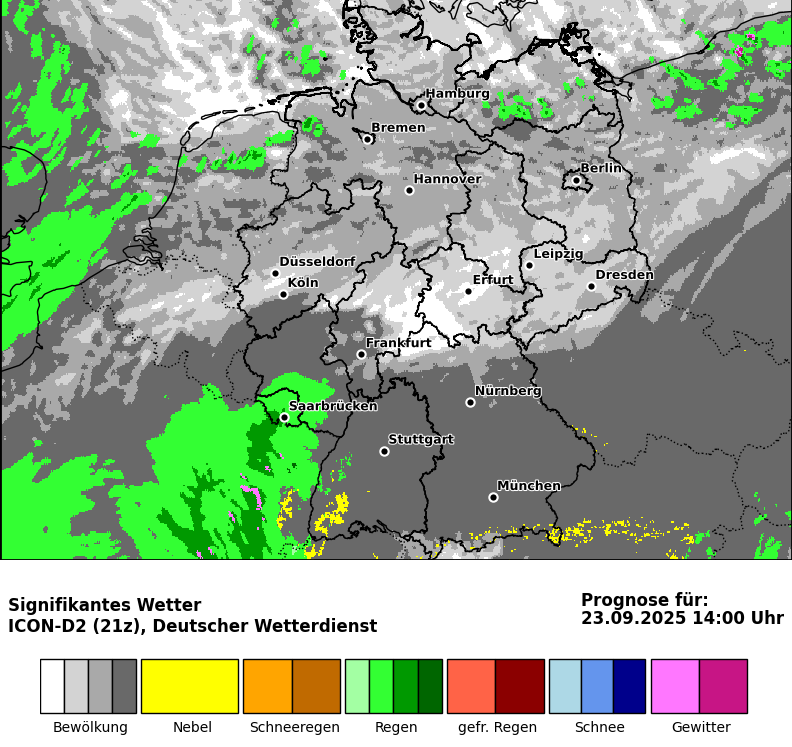 Hamburg
Bremen
Berlin
Hannover
Leipzig
Düsseldorf
Dresden
Köln
Erfurt
Frankfurt
Nürnberg
Saarbrücken
Stuttgart
München
Signifikantes Wetter
ICON-D2 (21z), Deutscher Wetterdienst
Prognose für:
23.09.2025 14:00 Uhr
Bewölkung Nebel Schneeregen Regen gefr. Regen Schnee Gewitter